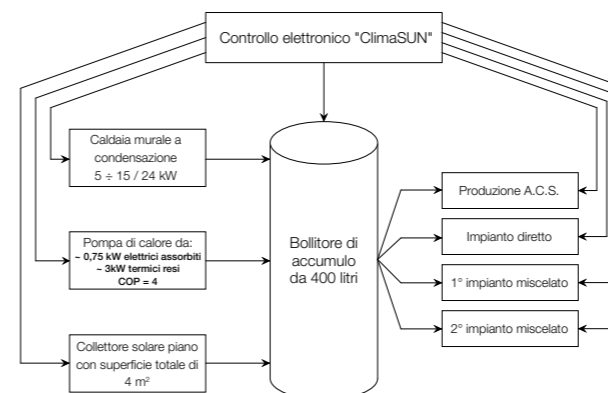 Controllo elettronico "ClimaSUN"
Caldaia murale a
condensazione
5 ÷ 15 / 24 kW
Pompa di calore da:
~ 0,75 kW elettrici assorbiti
~ 3kW termici resi
COP = 4
Collettore solare piano
con superficie totale di
4 m²
Bollitore di
accumulo
da 400 litri
Produzione A.C.S.
Impianto diretto
1° impianto miscelato
2° impianto miscelato